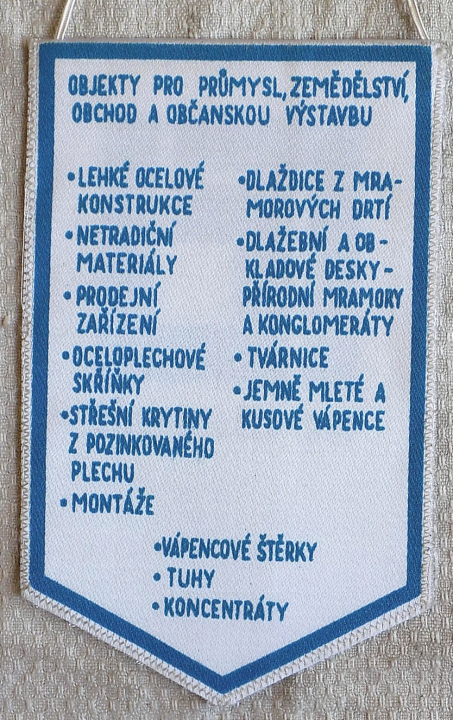 OBJEKTY PRO PRŮMYSL, ZEMĚDĚLSTVÍ,
OBCHOD A OBČANSKOU VÝSTAVBU
• LEHKÉ OCELOVÉ
KONSTRUKCE
• NETRADIČNÍ
MATERIÁLY
• PRODEJNÍ
ZAŘÍZENÍ
• OCELOPLECHOVÉ
SKŘÍŇKY
• STŘEŠNÍ KRYTINY
Z POZINKOVANÉHO
PLECHU
• MONTÁŽE
• DLAŽDICE Z MRA-
MOROVÝCH DRTÍ
• DLAŽEBNÍ A OB-
KLADOVÉ DESKY-
PŘÍRODNÍ MRAMORY
A KONGLOMERÁTY
• TVÁRNICE
• JEMNĚ MLETÉ A
KUSOVÉ VÁPENCE
• VÁPENCOVÉ ŠTĚRKY
• TUHY
• KONCENTRÁTY